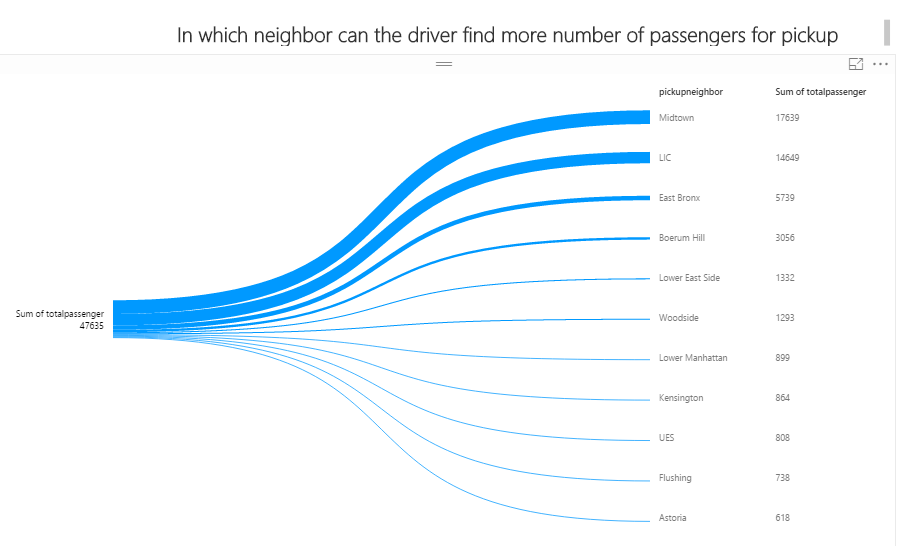 In which neighbor can the driver find more number of passengers for pickup
pickupneighbor Sum of totalpassenger
Midtown 17639
LIC 14649
East Bronx 5739
Boerum Hill 3056
Lower East Side 1332
Sum of totalpassenger
47635
Woodside 1293
Lower Manhattan 899
Kensington 864
UES 808
Flushing 738
Astoria 618